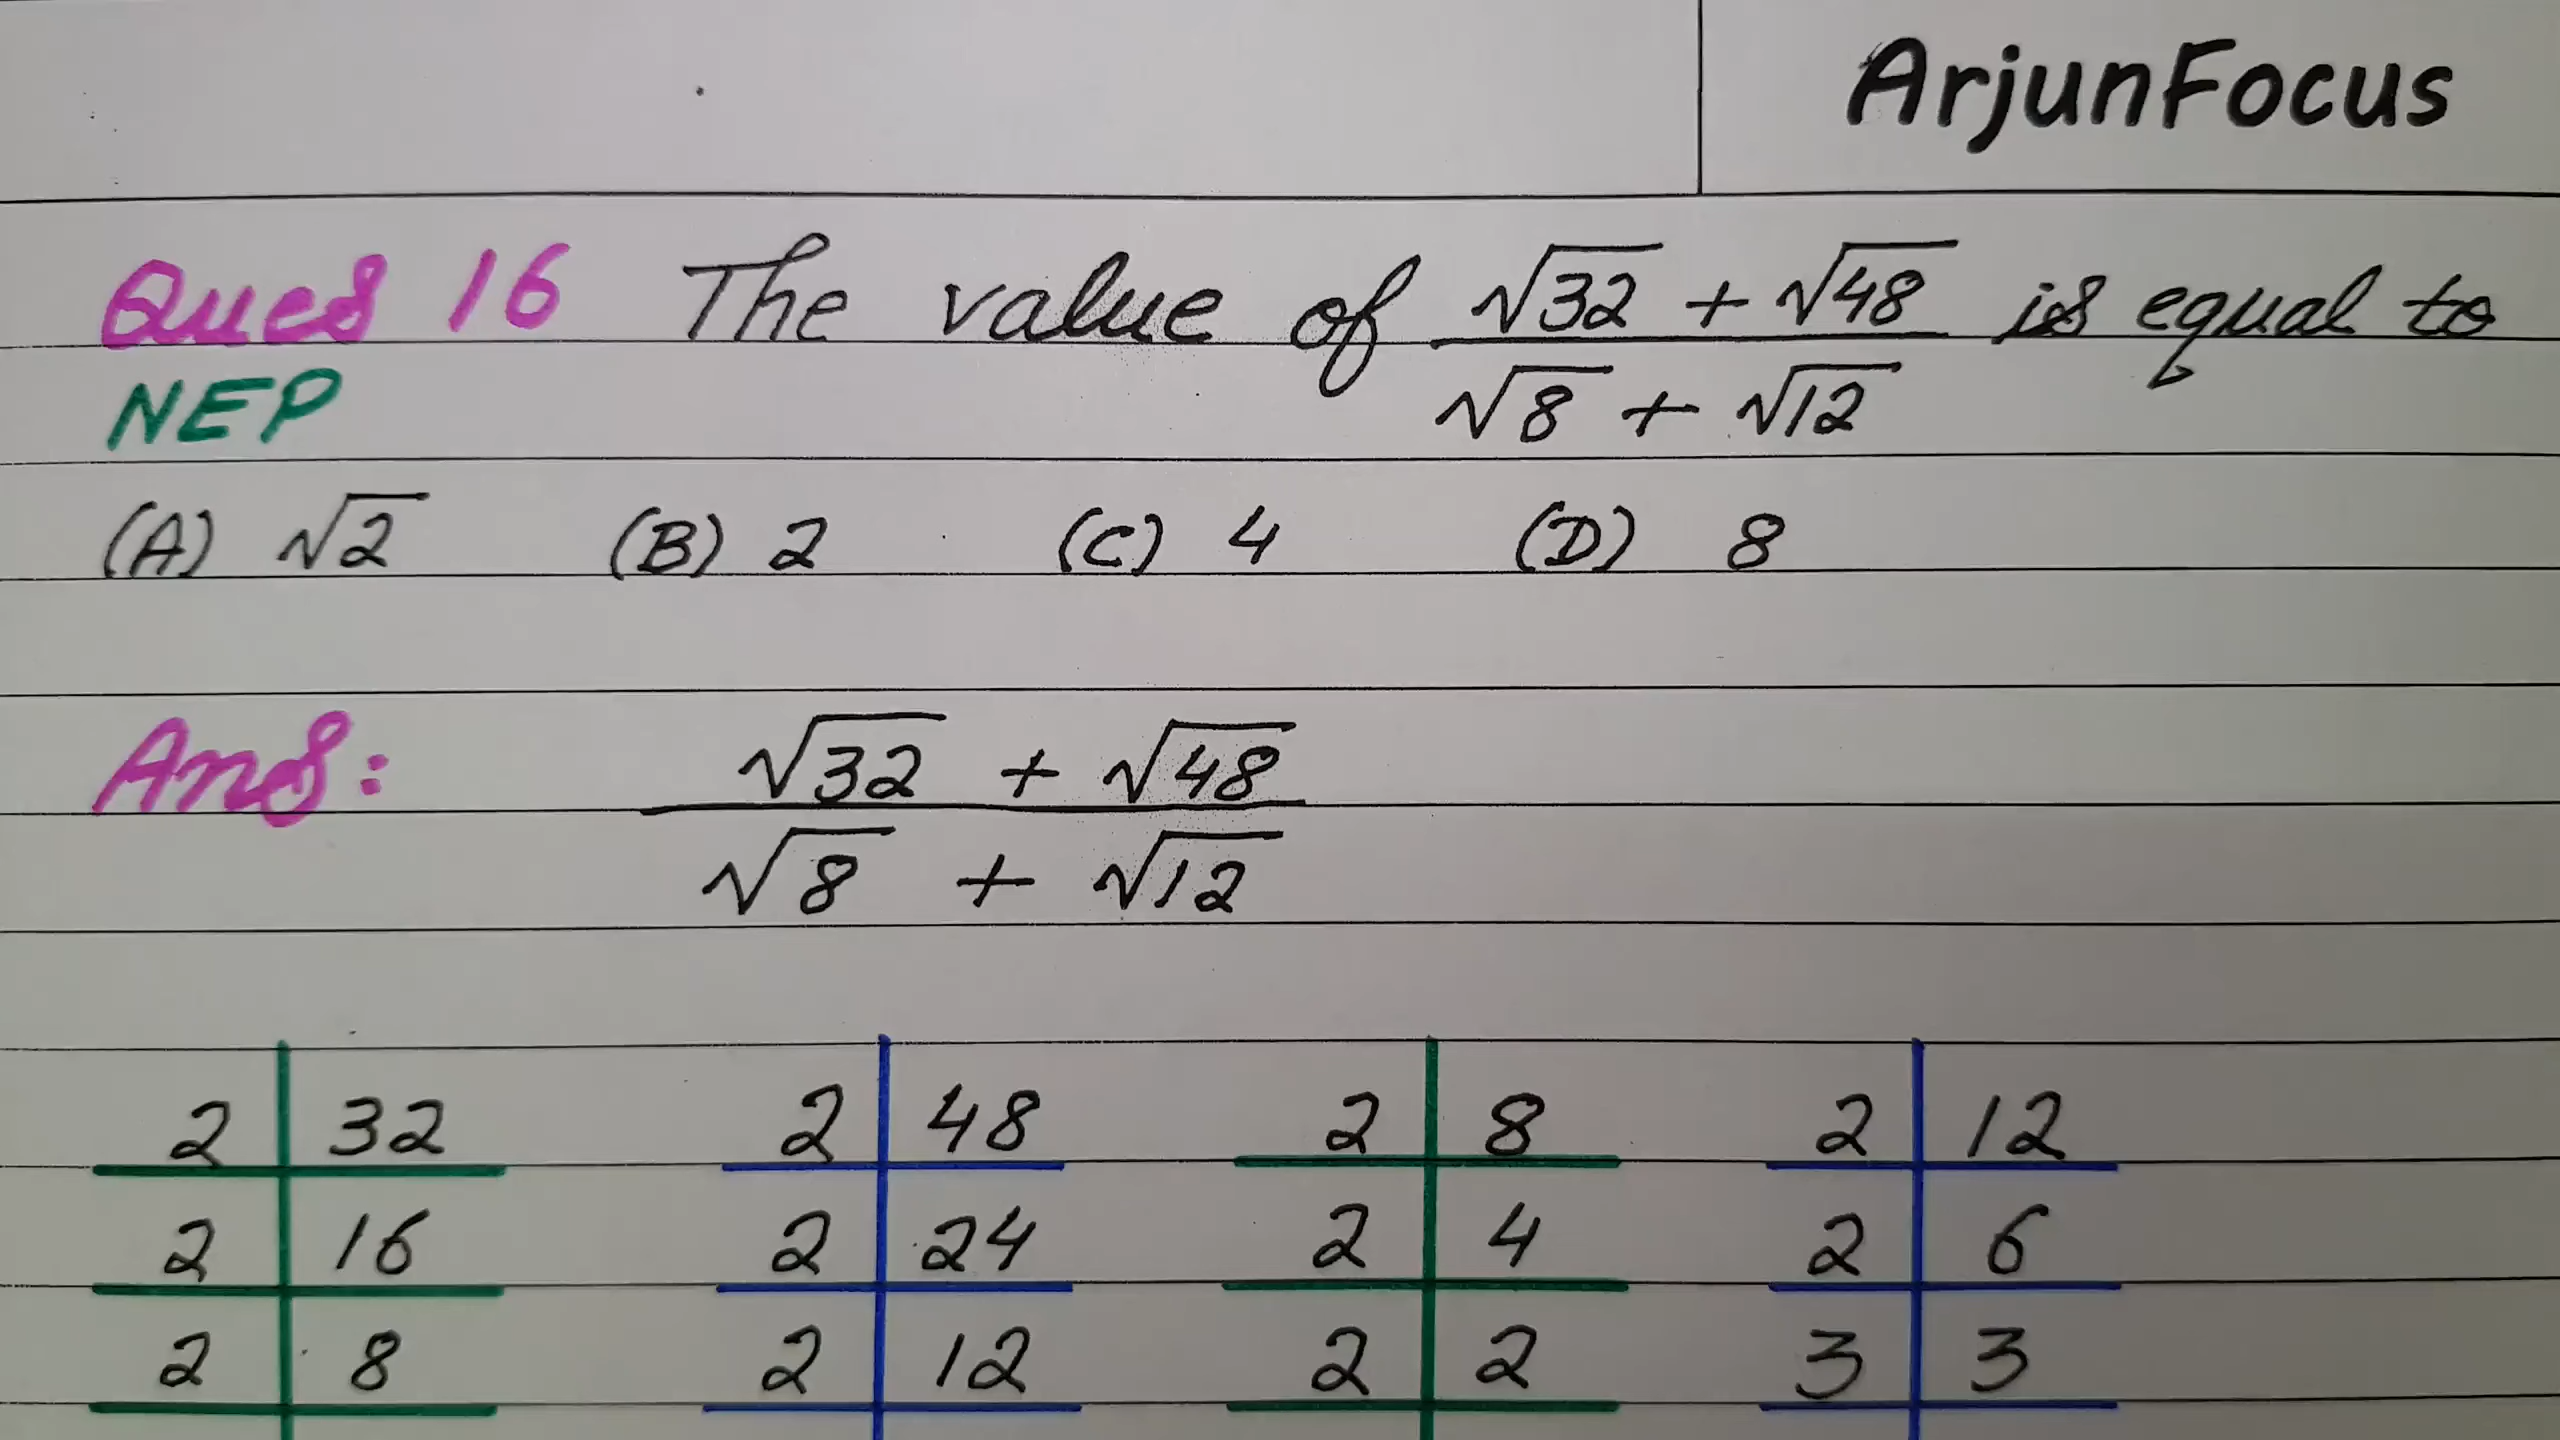 ArjunFocus
Ques 16 The value of (√32 + √48)/(√8 + √12) is equal to
NEP
(A) √2 (B) 2 (C) 4 (D) 8
Ans: √32 + √48
√8 + √12
2 | 32 2 | 48 2 | 8 2 | 12
2 | 16 2 | 24 2 | 4 2 | 6
2 | 8 2 | 12 2 | 2 3 | 3